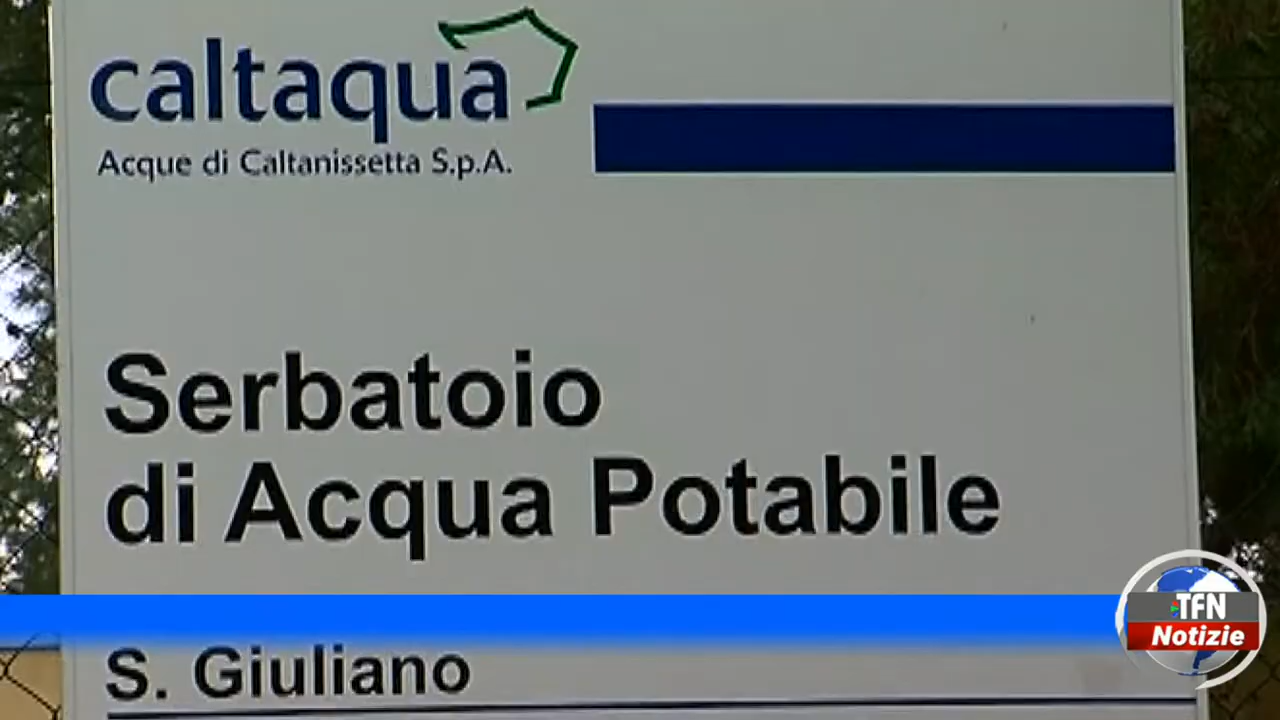 caltaqua
Acque di Caltanissetta S.p.A.
Serbatoio
di Acqua Potabile
S. Giuliano
TFN
Notizie